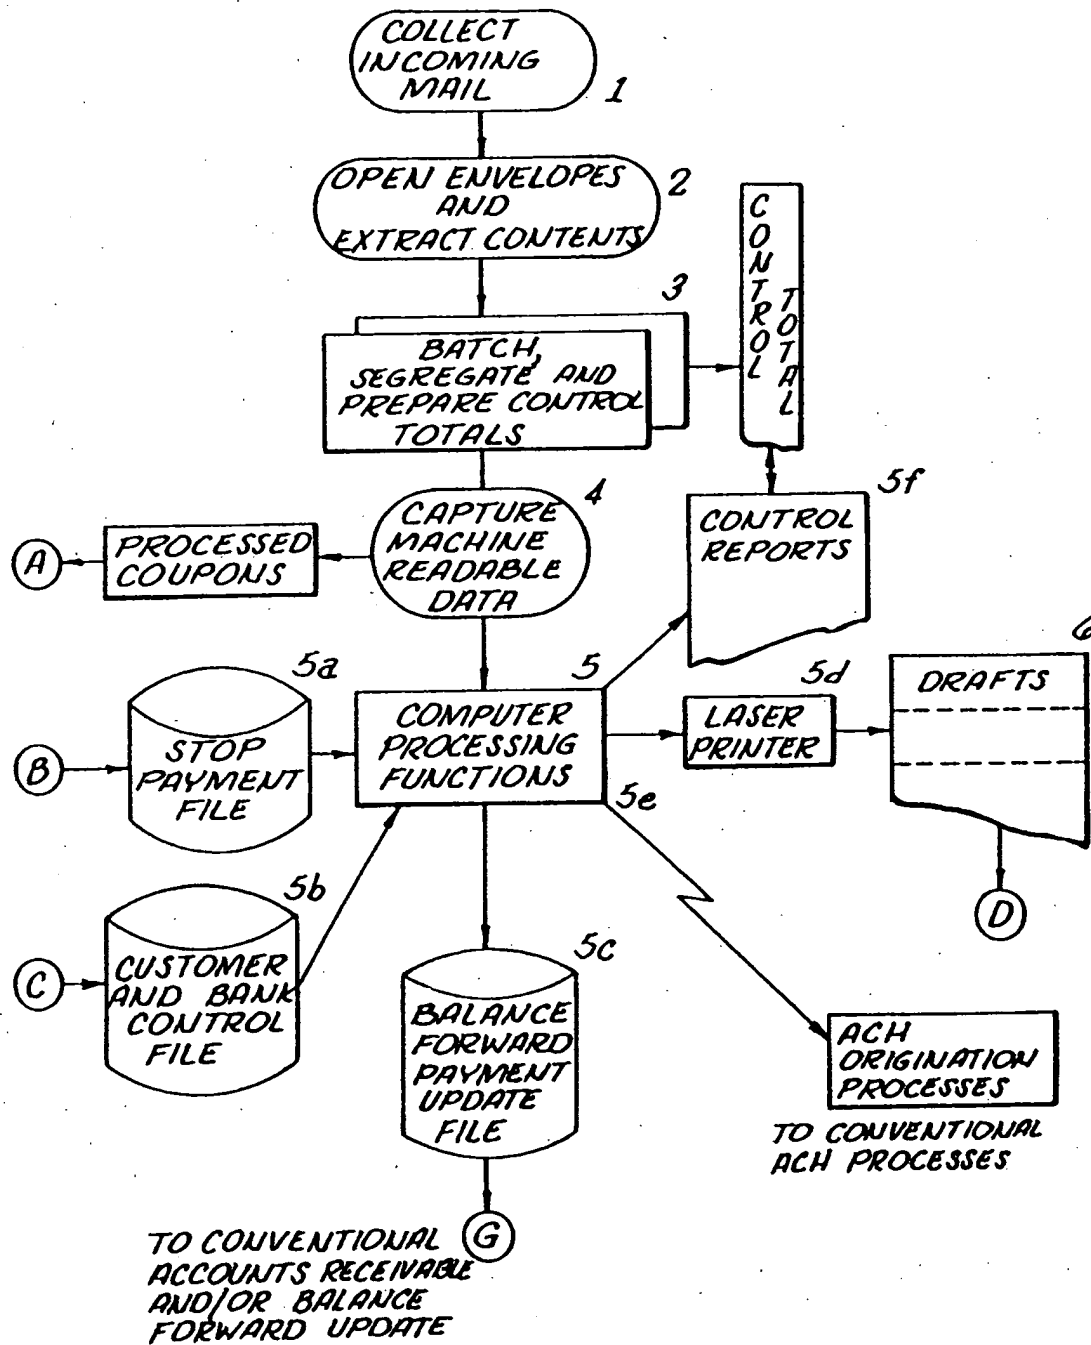 COLLECT
INCOMING
MAIL
1
OPEN ENVELOPES
AND
EXTRACT CONTENTS
2
BATCH,
SEGREGATE AND
PREPARE CONTROL
TOTALS
3
CONTROL
TOTAL
CAPTURE
MACHINE
READABLE
DATA
4
PROCESSED
COUPONS
A
CONTROL
REPORTS
5f
B
STOP
PAYMENT
FILE
5a
COMPUTER
PROCESSING
FUNCTIONS
5
LASER
PRINTER
5d
DRAFTS
6
D
5e
C
CUSTOMER
AND BANK
CONTROL
FILE
5b
BALANCE
FORWARD
PAYMENT
UPDATE
FILE
5c
ACH
ORIGINATION
PROCESSES
TO CONVENTIONAL
ACH PROCESSES
G
TO CONVENTIONAL
ACCOUNTS RECEIVABLE
AND/OR BALANCE
FORWARD UPDATE